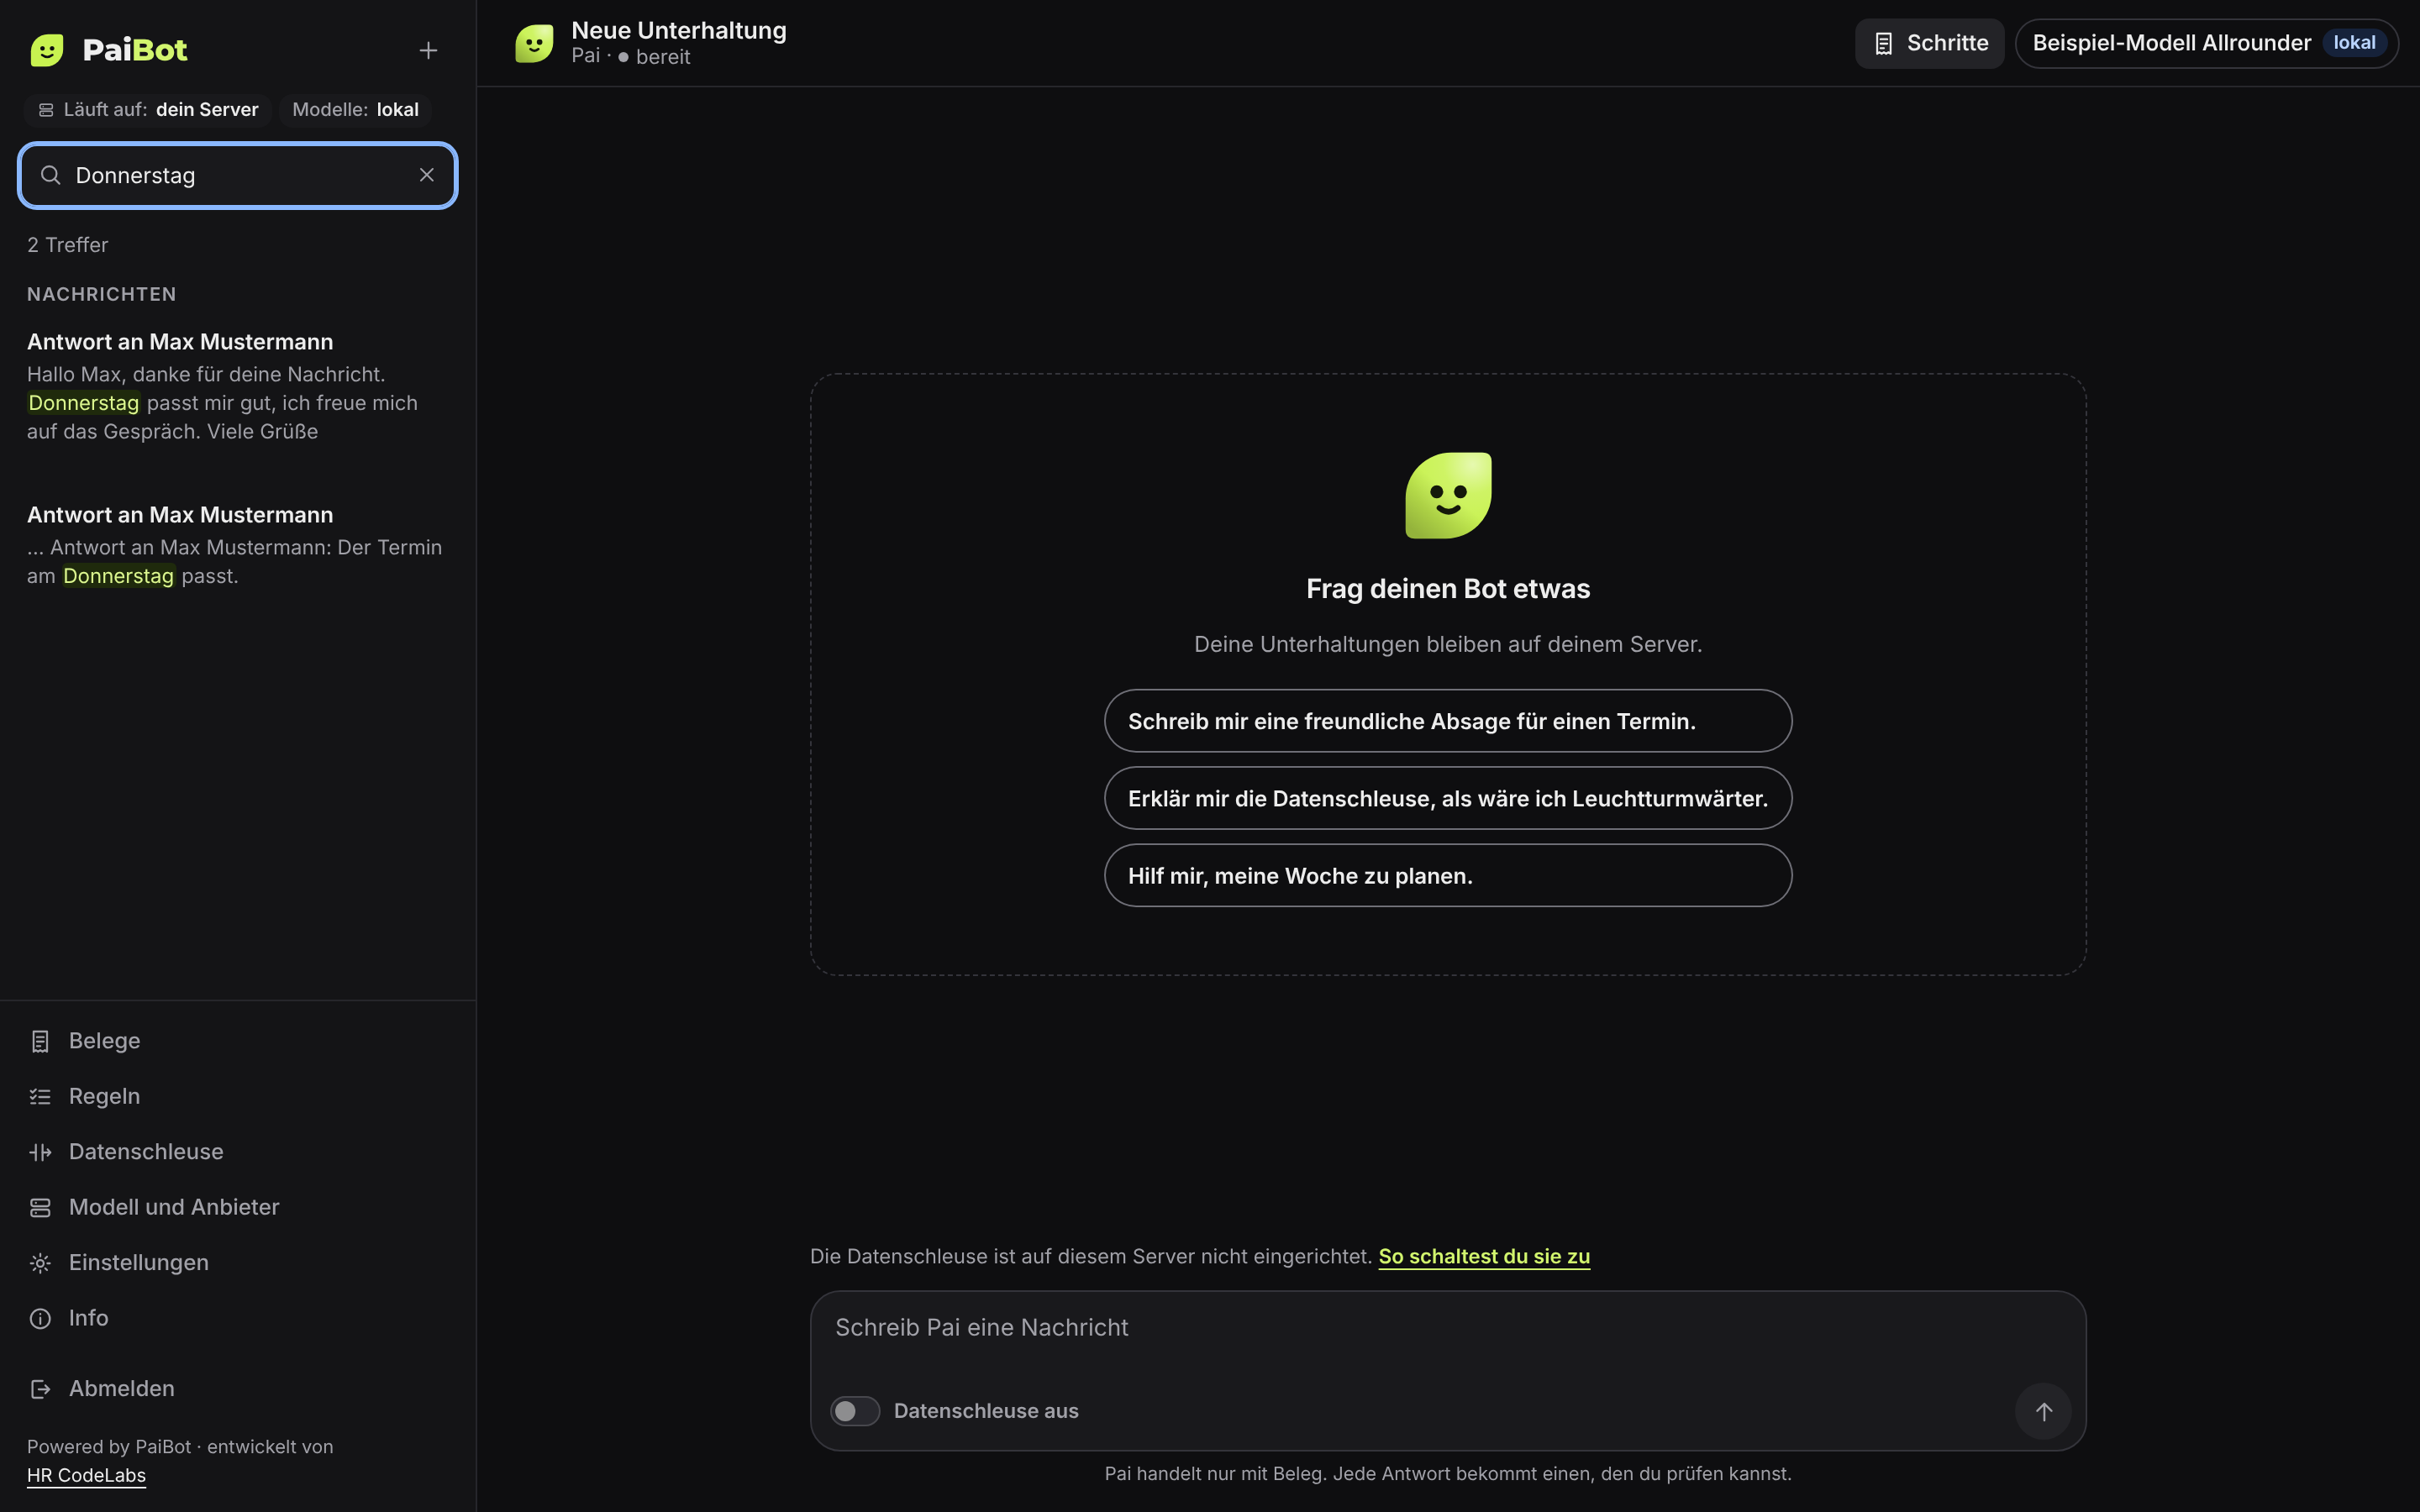 PaiBot
Läuft auf: dein Server
Modelle: lokal
Donnerstag
2 Treffer
NACHRICHTEN
Antwort an Max Mustermann
Hallo Max, danke für deine Nachricht.
Donnerstag passt mir gut, ich freue mich
auf das Gespräch. Viele Grüße
Antwort an Max Mustermann
... Antwort an Max Mustermann: Der Termin
am Donnerstag passt.
Belege
Regeln
Datenschleuse
Modell und Anbieter
Einstellungen
Info
Abmelden
Powered by PaiBot · entwickelt von
HR CodeLabs
Neue Unterhaltung
Pai · bereit
Schritte
Beispiel-Modell Allrounder lokal
Frag deinen Bot etwas
Deine Unterhaltungen bleiben auf deinem Server.
Schreib mir eine freundliche Absage für einen Termin.
Erklär mir die Datenschleuse, als wäre ich Leuchtturmwärter.
Hilf mir, meine Woche zu planen.
Die Datenschleuse ist auf diesem Server nicht eingerichtet. So schaltest du sie zu
Schreib Pai eine Nachricht
Datenschleuse aus
Pai handelt nur mit Beleg. Jede Antwort bekommt einen, den du prüfen kannst.